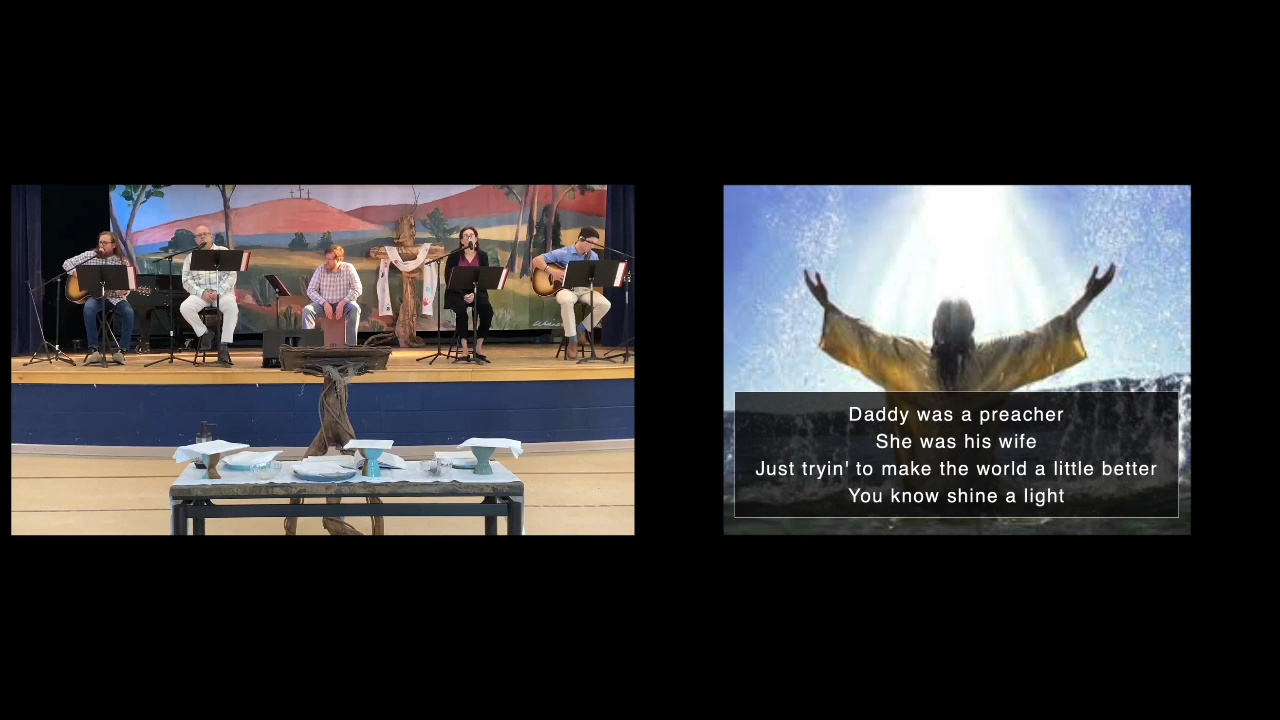 Daddy was a preacher
She was his wife
Just tryin' to make the world a little better
You know shine a light